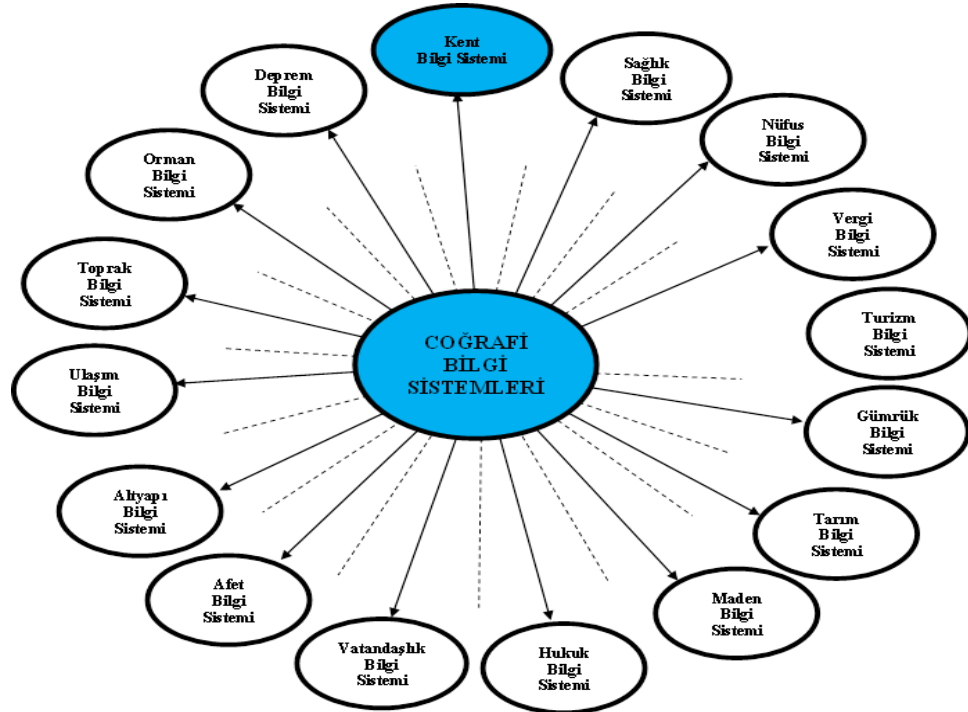 Kent
Bilgi Sistemi
Sağlık
Bilgi
Sistemi
Nüfus
Bilgi
Sistemi
Vergi
Bilgi
Sistemi
Turizm
Bilgi
Sistemi
Gümrük
Bilgi
Sistemi
Tarım
Bilgi
Sistemi
Maden
Bilgi
Sistemi
Hukuk
Bilgi
Sistemi
Vatandaşlık
Bilgi
Sistemi
Afet
Bilgi
Sistemi
Altyapı
Bilgi
Sistemi
Ulaşım
Bilgi
Sistemi
Toprak
Bilgi
Sistemi
Orman
Bilgi
Sistemi
Deprem
Bilgi
Sistemi
COĞRAFİ
BİLGİ
SİSTEMLERİ